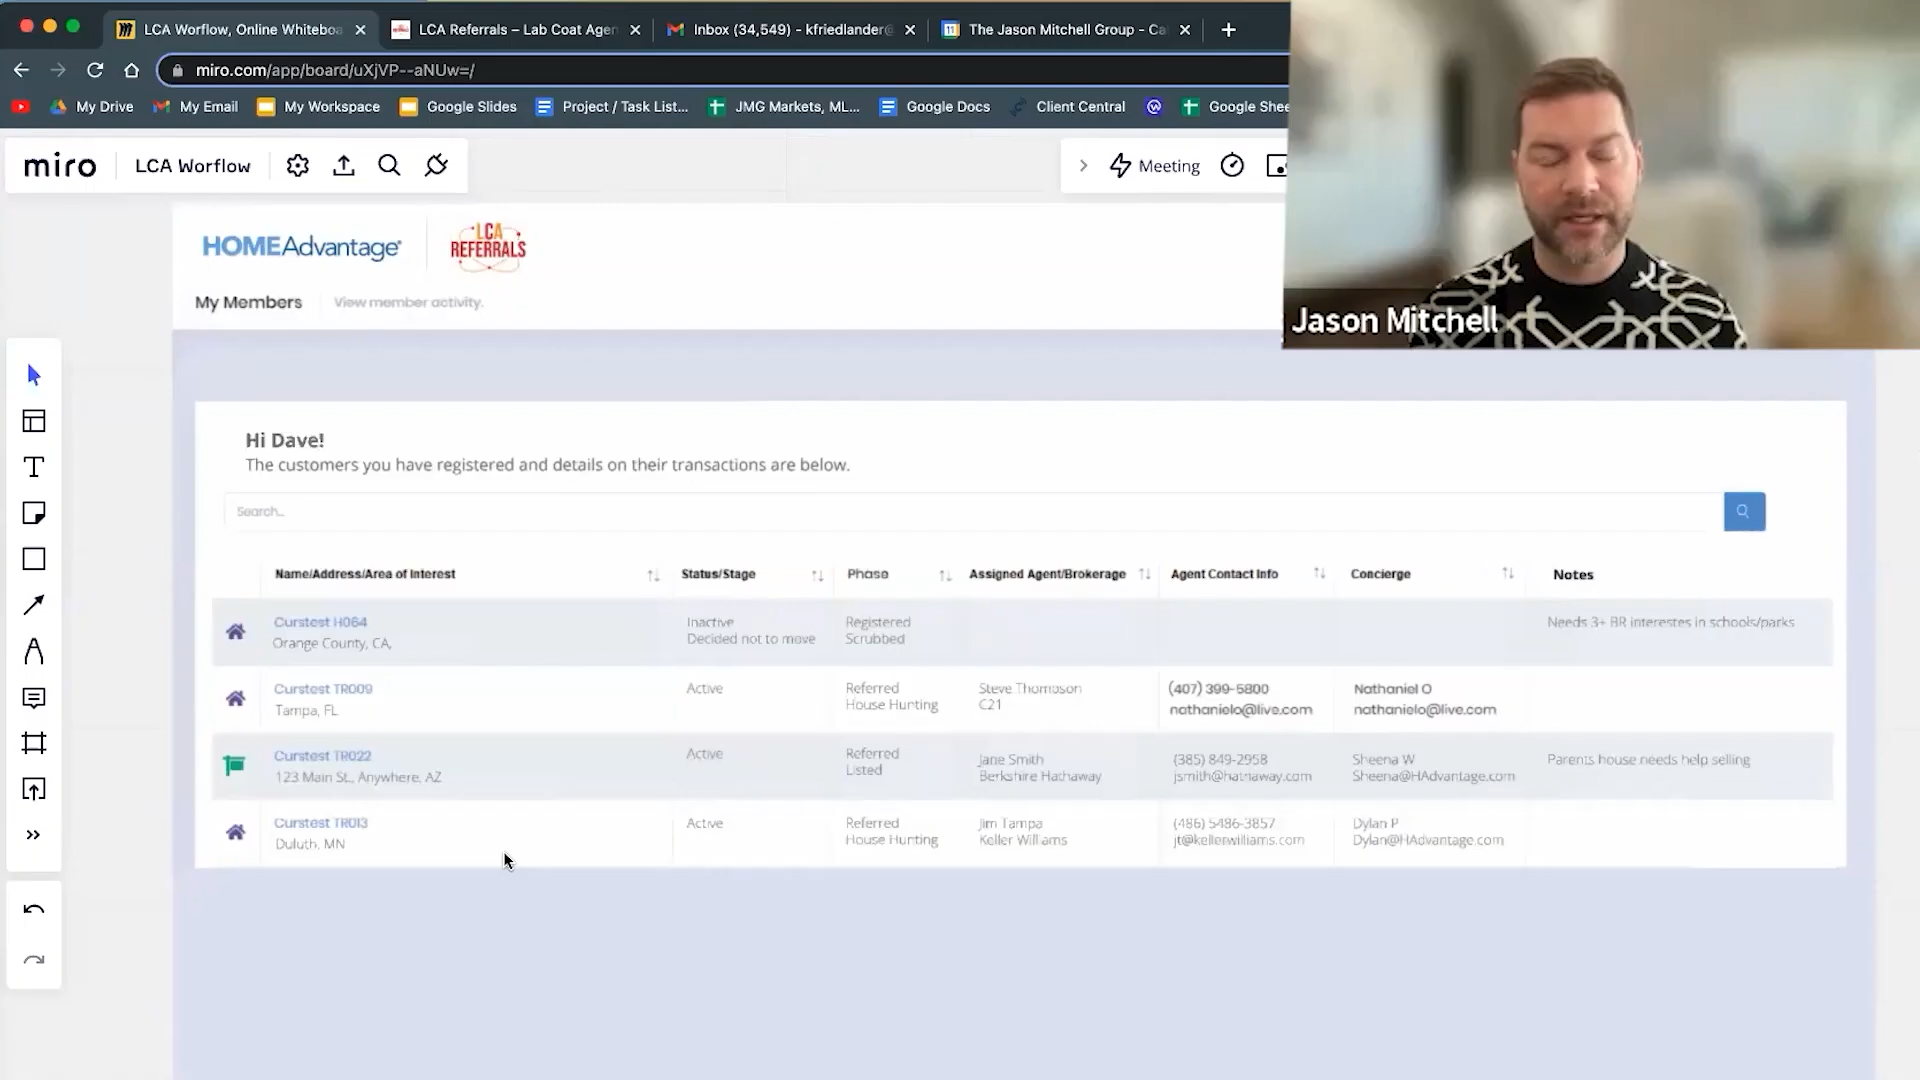 LCA Worflow, Online Whiteboa
LCA Referrals – Lab Coat Agen
Inbox (34,549) - kfriedlander@
The Jason Mitchell Group - Ca
miro.com/app/board/uXjVP--aNUw=/
My Drive
My Email
My Workspace
Google Slides
Project / Task List...
JMG Markets, ML...
Google Docs
Client Central
Google Shee
miro
LCA Worflow
Meeting
HOMEAdvantage
LCA
REFERRALS
My Members
View member activity.
Jason Mitchell
Hi Dave!
The customers you have registered and details on their transactions are below.
Search...
Name/Address/Area of Interest
Status/Stage
Phase
Assigned Agent/Brokerage
Agent Contact Info
Concierge
Notes
Curstest H064
Orange County, CA,
Inactive
Decided not to move
Registered
Scrubbed
Needs 3+ BR interestes in schools/parks
Curstest TR009
Tampa, FL
Active
Referred
House Hunting
Steve Thompson
C21
(407) 399-5800
nathanielo@live.com
Nathaniel O
nathanielo@live.com
Curstest TR022
123 Main St., Anywhere, AZ
Active
Referred
Listed
Jane Smith
Berkshire Hathaway
(385) 849-2958
jsmith@hathaway.com
Sheena W
Sheena@HAdvantage.com
Parents house needs help selling
Curstest TR013
Duluth, MN
Active
Referred
House Hunting
Jim Tampa
Keller Williams
(486) 5486-3857
jt@kellerwilliams.com
Dylan P
Dylan@HAdvantage.com